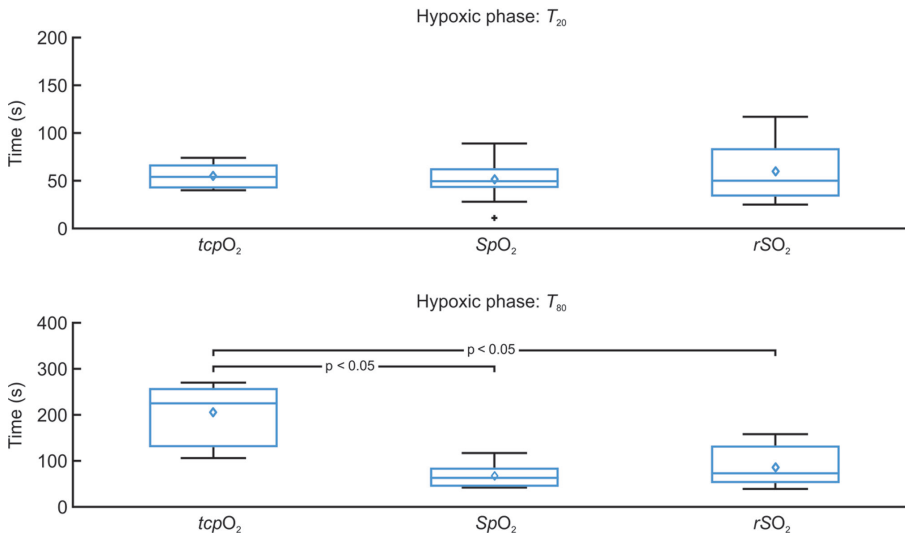 Hypoxic phase: T₂₀
200
150
100
50
0
Time (s)
tcpO₂ SpO₂ rSO₂
Hypoxic phase: T₈₀
400
300
200
100
0
Time (s)
p < 0.05
p < 0.05
tcpO₂ SpO₂ rSO₂